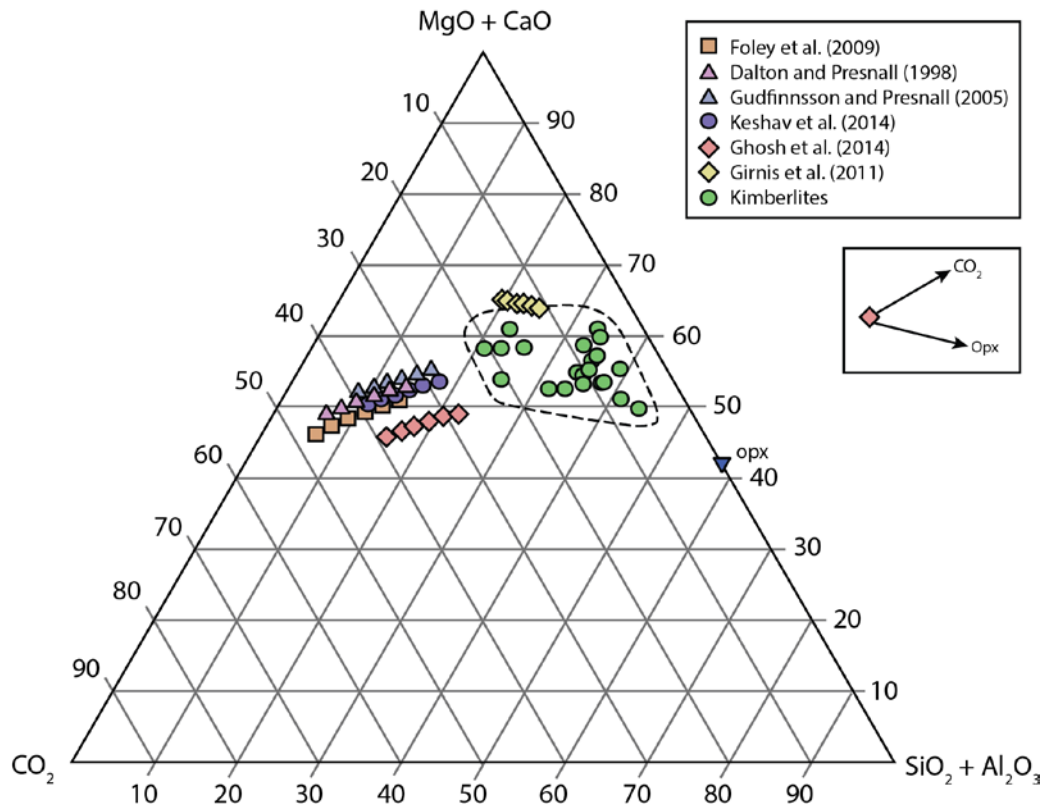 MgO + CaO
Foley et al. (2009)
Dalton and Presnall (1998)
Gudfinnsson and Presnall (2005)
Keshav et al. (2014)
Ghosh et al. (2014)
Girnis et al. (2011)
Kimberlites
10
90
20
80
30
70
CO₂
Opx
40
60
50
50
opx
60
40
70
30
80
20
90
10
CO₂
SiO₂ + Al₂O₃
10
20
30
40
50
60
70
80
90